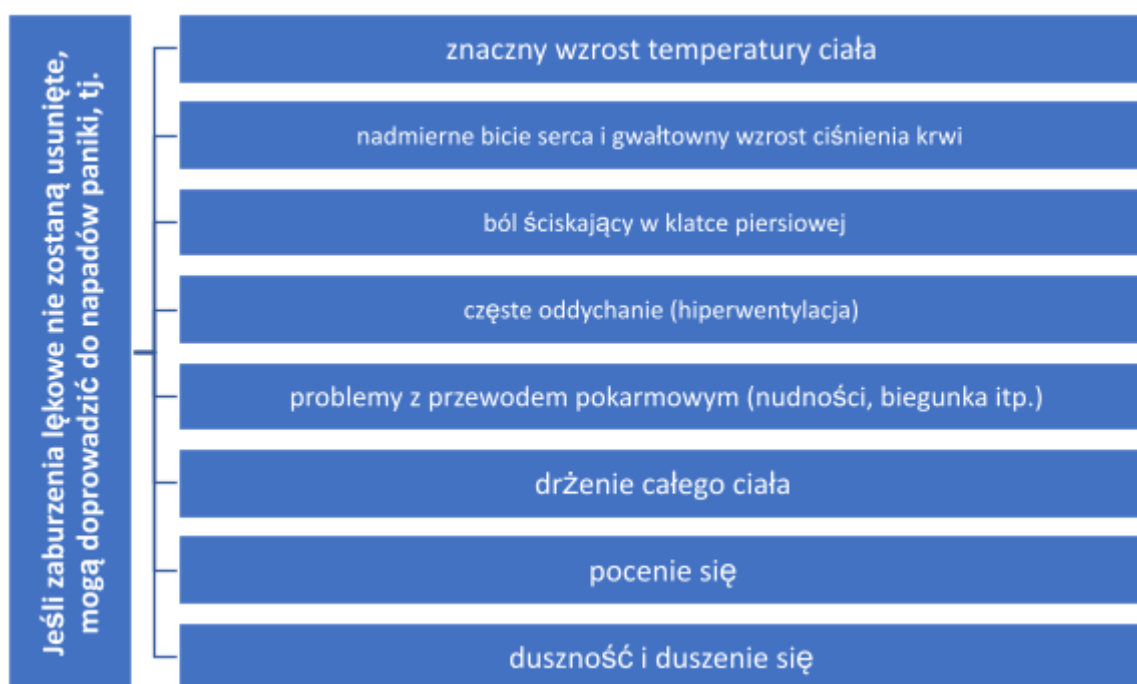 Jeśli zaburzenia lękowe nie zostaną usunięte,
mogą doprowadzić do napadów paniki, tj.
znaczny wzrost temperatury ciała
nadmierne bicie serca i gwałtowny wzrost ciśnienia krwi
ból ściskający w klatce piersiowej
częste oddychanie (hiperwentylacja)
problemy z przewodem pokarmowym (nudności, biegunka itp.)
drżenie całego ciała
pocenie się
duszność i duszenie się